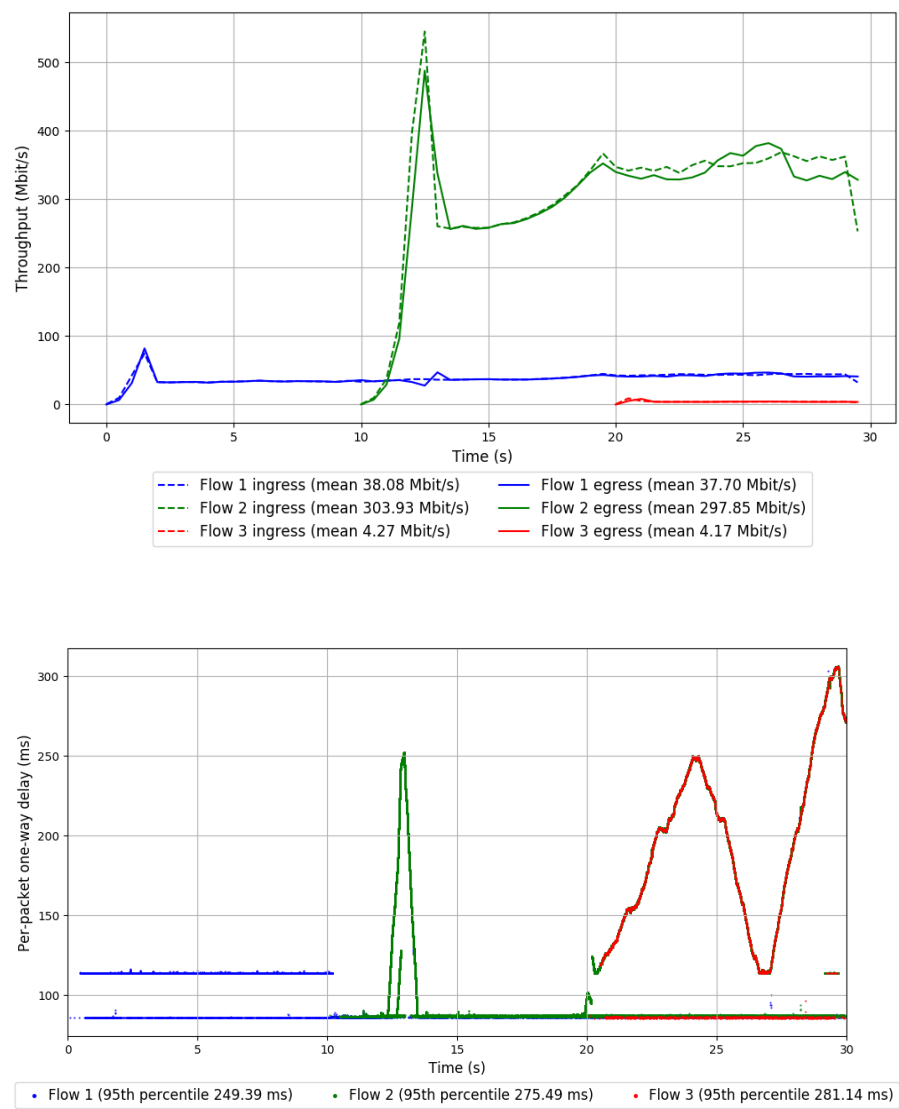 500
400
300
200
100
0
Throughput (Mbit/s)
0 5 10 15 20 25 30
Time (s)
Flow 1 ingress (mean 38.08 Mbit/s) Flow 1 egress (mean 37.70 Mbit/s)
Flow 2 ingress (mean 303.93 Mbit/s) Flow 2 egress (mean 297.85 Mbit/s)
Flow 3 ingress (mean 4.27 Mbit/s) Flow 3 egress (mean 4.17 Mbit/s)
300
250
200
150
100
Per-packet one-way delay (ms)
0 5 10 15 20 25 30
Time (s)
Flow 1 (95th percentile 249.39 ms) Flow 2 (95th percentile 275.49 ms) Flow 3 (95th percentile 281.14 ms)